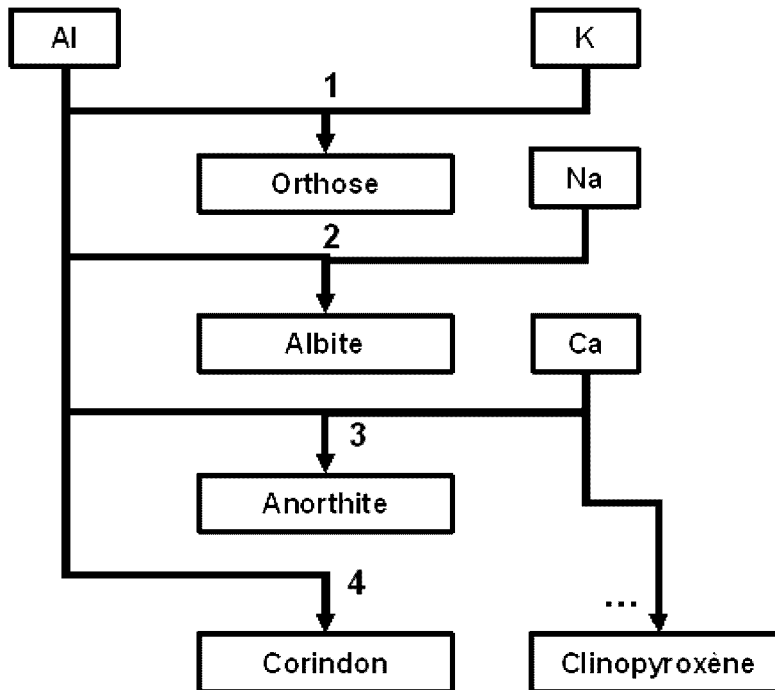 Al
K
1
Orthose
Na
2
Albite
Ca
3
Anorthite
4
...
Corindon
Clinopyroxène